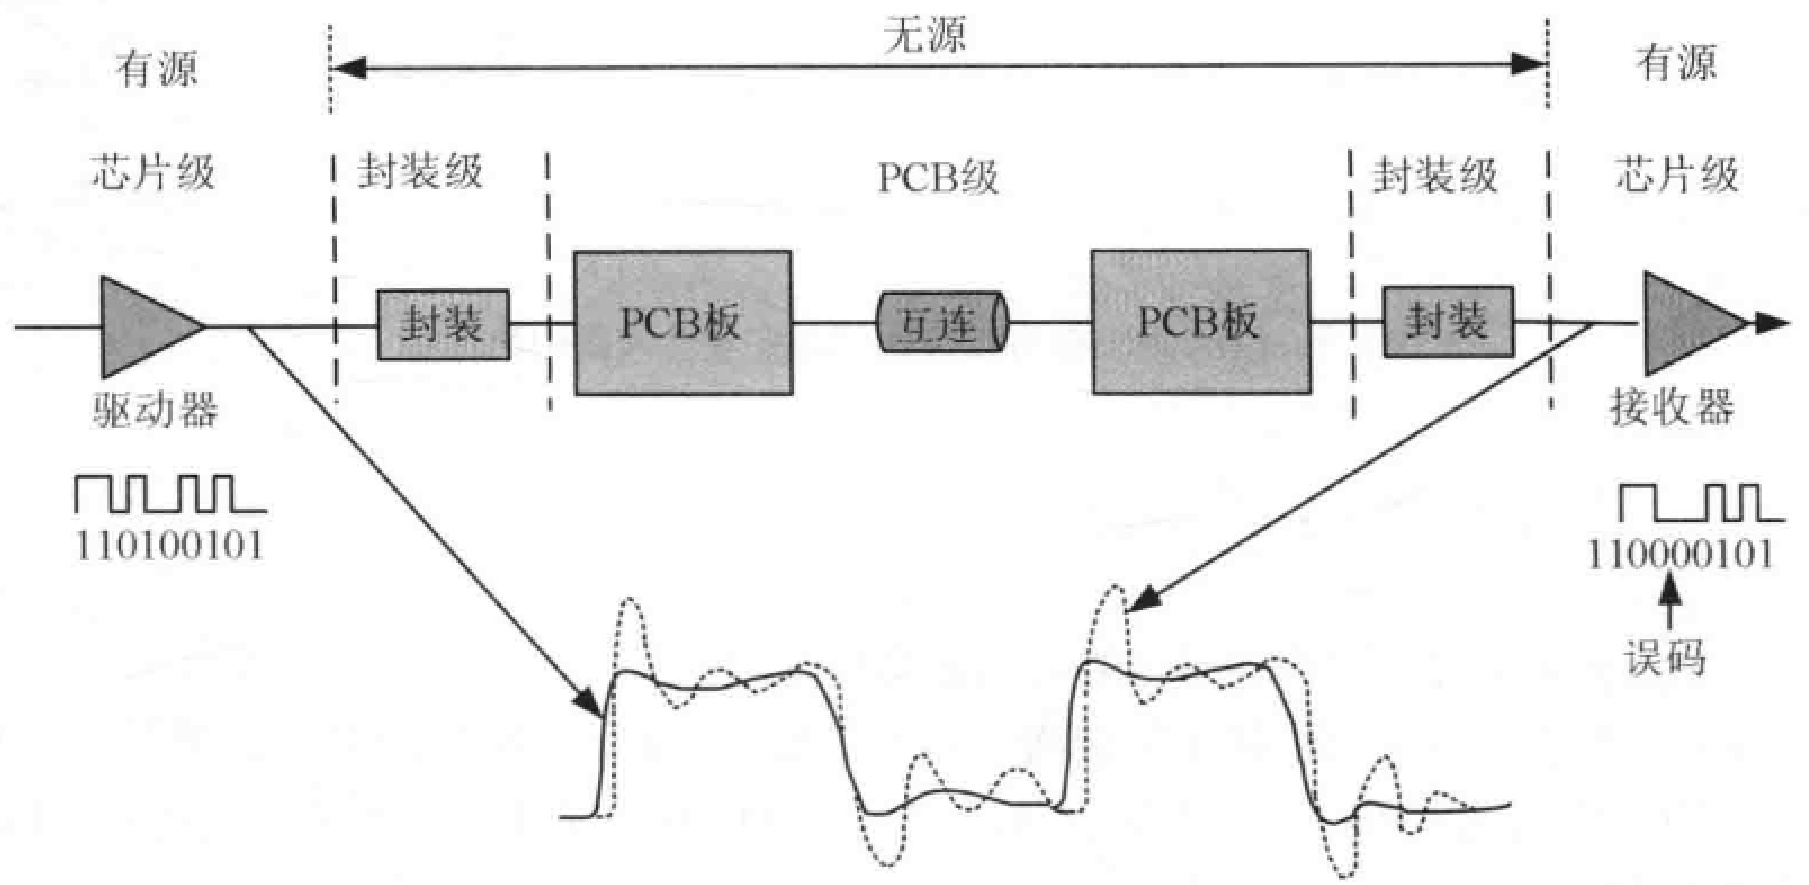 无源
有源
有源
芯片级
封装级
PCB级
封装级
芯片级
封装
PCB板
互连
PCB板
封装
驱动器
接收器
110100101
110000101
误码